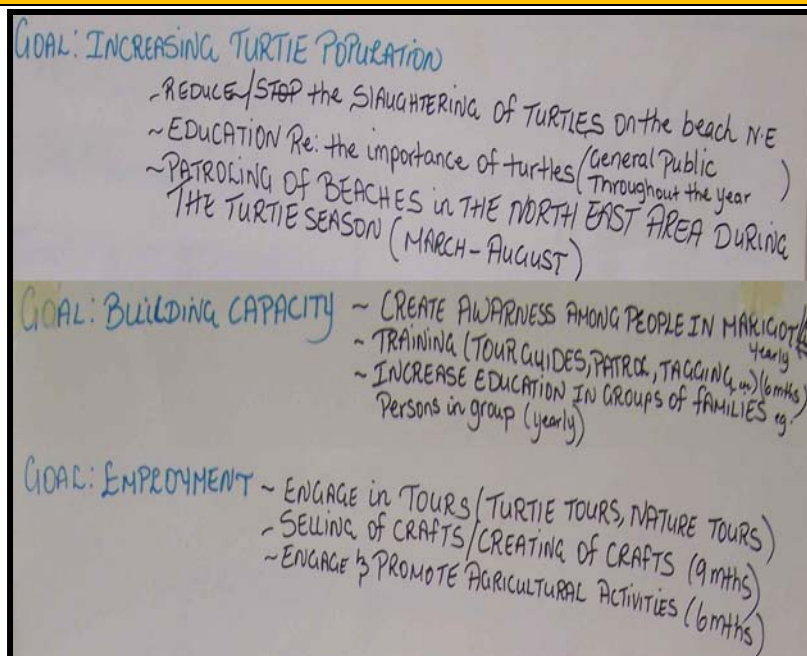 GOAL: INCREASING TURTLE POPULATION
~REDUCE/STOP the SLAUGHTERING OF TURTLES on the beach N.E
~EDUCATION Re: the importance of turtles (General Public
Throughout the year )
~PATROLING OF BEACHES in THE NORTH EAST AREA DURING
THE TURTLE SEASON (MARCH-AUGUST)
GOAL: BUILDING CAPACITY ~ CREATE AWARNESS AMONG PEOPLE IN MARIGOT/
yearly
~ TRAINING (TOUR GUIDES, PATROL, TAGGING (6mths)
~ INCREASE EDUCATION IN GROUPS OF FAMILIES eg.
Persons in group (yearly)
GOAL: EMPLOYMENT ~ ENGAGE in TOURS (TURTLE TOURS, NATURE TOURS)
~ SELLING OF CRAFTS/CREATING OF CRAFTS (9mths)
~ENGAGE & PROMOTE AGRICULTURAL ACTIVITIES (6mths)